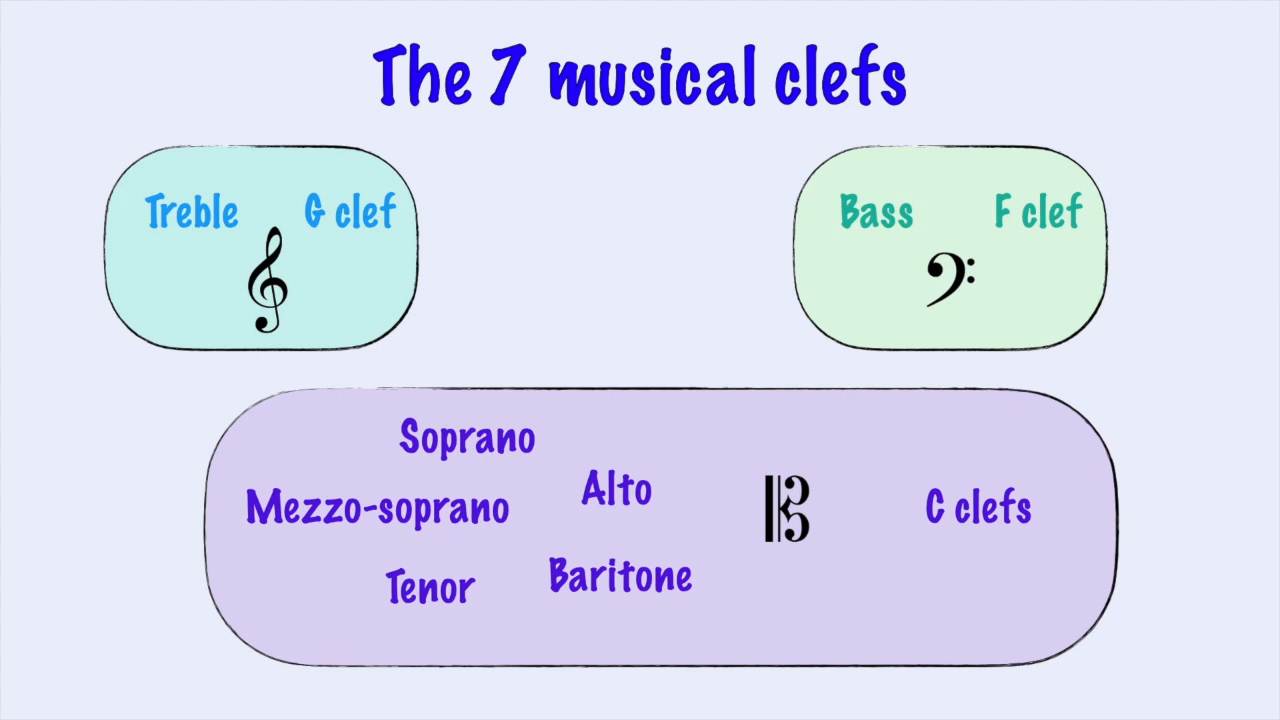 The 7 musical clefs
Treble G clef
Bass F clef
Soprano
Mezzo-soprano
Alto
Tenor
Baritone
C clefs